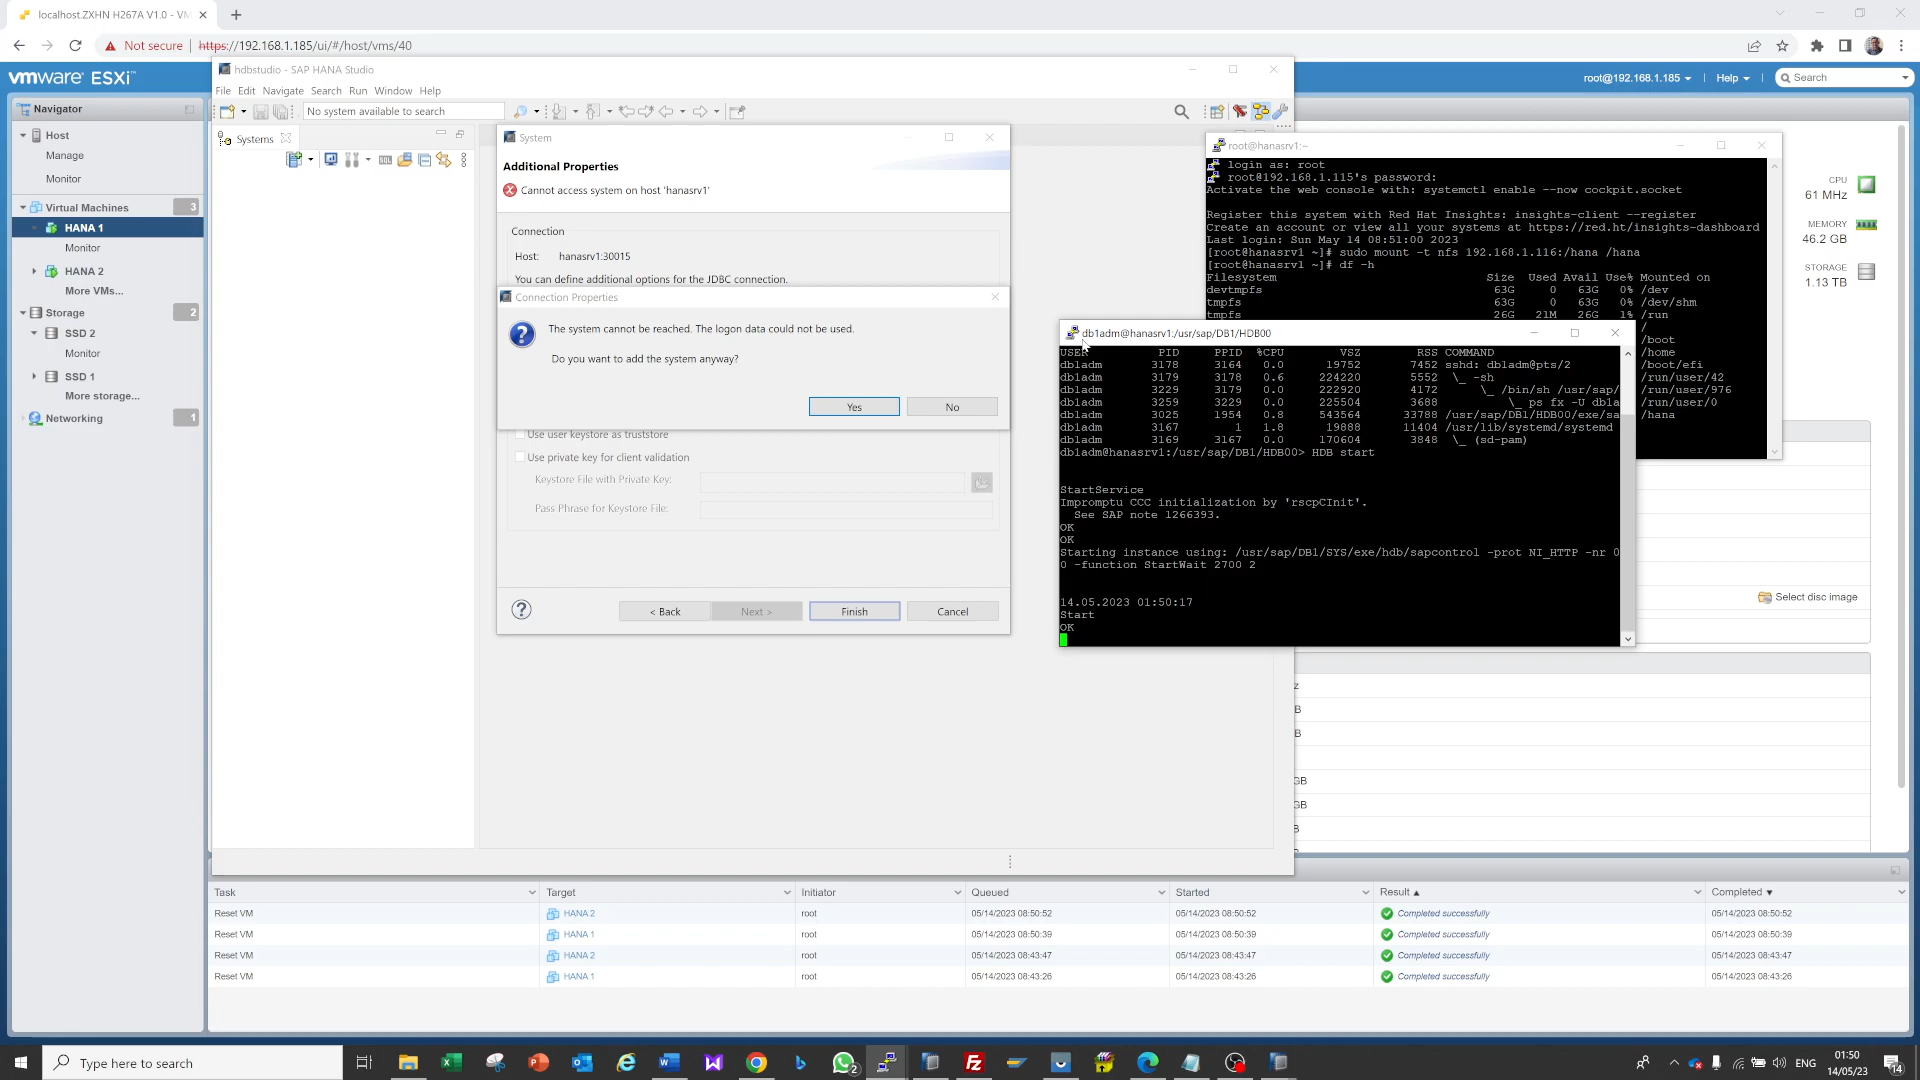 localhost.ZXHN H267A V1.0 - VM
Not secure
https://192.168.1.185/ui/#/host/vms/40
vmware ESXi™
root@192.168.1.185
Help
Search
Navigator
Host
Manage
Monitor
Virtual Machines
3
HANA 1
Monitor
HANA 2
More VMs...
Storage
2
SSD 2
Monitor
SSD 1
More storage...
Networking
1
hdbstudio - SAP HANA Studio
File Edit Navigate Search Run Window Help
No system available to search
Systems
SQL
System
Additional Properties
Cannot access system on host 'hanasrv1'
Connection
Host: hanasrv1:30015
You can define additional options for the JDBC connection.
Connection Properties
The system cannot be reached. The logon data could not be used.
Do you want to add the system anyway?
Yes
No
Use user keystore as truststore
Use private key for client validation
Keystore File with Private Key:
Pass Phrase for Keystore File:
< Back
Next >
Finish
Cancel
root@hanasrv1:~
login as: root
root@192.168.1.115's password:
Activate the web console with: systemctl enable --now cockpit.socket
Register this system with Red Hat Insights: insights-client --register
Create an account or view all your systems at https://red.ht/insights-dashboard
Last login: Sun May 14 08:51:00 2023
[root@hanasrv1 ~]# sudo mount -t nfs 192.168.1.116:/hana /hana
[root@hanasrv1 ~]# df -h
Filesystem Size Used Avail Use% Mounted on
devtmpfs 63G 0 63G 0% /dev
tmpfs 63G 0 63G 0% /dev/shm
tmpfs 26G 21M 26G 1% /run
/
/boot
/home
/boot/efi
/run/user/42
/run/user/976
/run/user/0
/hana
db1adm@hanasrv1:/usr/sap/DB1/HDB00
USER PID PPID %CPU VSZ RSS COMMAND
db1adm 3178 3164 0.0 19752 7452 sshd: db1adm@pts/2
db1adm 3179 3178 0.6 224220 5552 \_ -sh
db1adm 3229 3179 0.0 222920 4172 \_ /bin/sh /usr/sap/
db1adm 3259 3229 0.0 225504 3688 \_ ps fx -U db1a
db1adm 3025 1954 0.8 543564 33788 /usr/sap/DB1/HDB00/exe/sa
db1adm 3167 1 1.8 19888 11404 /usr/lib/systemd/systemd
db1adm 3169 3167 0.0 170604 3848 \_ (sd-pam)
db1adm@hanasrv1:/usr/sap/DB1/HDB00> HDB start
StartService
Impromptu CCC initialization by 'rscpCInit'.
See SAP note 1266393.
OK
OK
Starting instance using: /usr/sap/DB1/SYS/exe/hdb/sapcontrol -prot NI_HTTP -nr 0
0 -function StartWait 2700 2
14.05.2023 01:50:17
Start
OK
CPU
61 MHz
MEMORY
46.2 GB
STORAGE
1.13 TB
Select disc image
z
B
B
GB
GB
B
Task Target Initiator Queued Started Result Completed
Reset VM HANA 2 root 05/14/2023 08:50:52 05/14/2023 08:50:52 Completed successfully 05/14/2023 08:50:52
Reset VM HANA 1 root 05/14/2023 08:50:39 05/14/2023 08:50:39 Completed successfully 05/14/2023 08:50:39
Reset VM HANA 2 root 05/14/2023 08:43:47 05/14/2023 08:43:47 Completed successfully 05/14/2023 08:43:47
Reset VM HANA 1 root 05/14/2023 08:43:26 05/14/2023 08:43:26 Completed successfully 05/14/2023 08:43:26
Type here to search
2
ENG
01:50
14/05/23
14